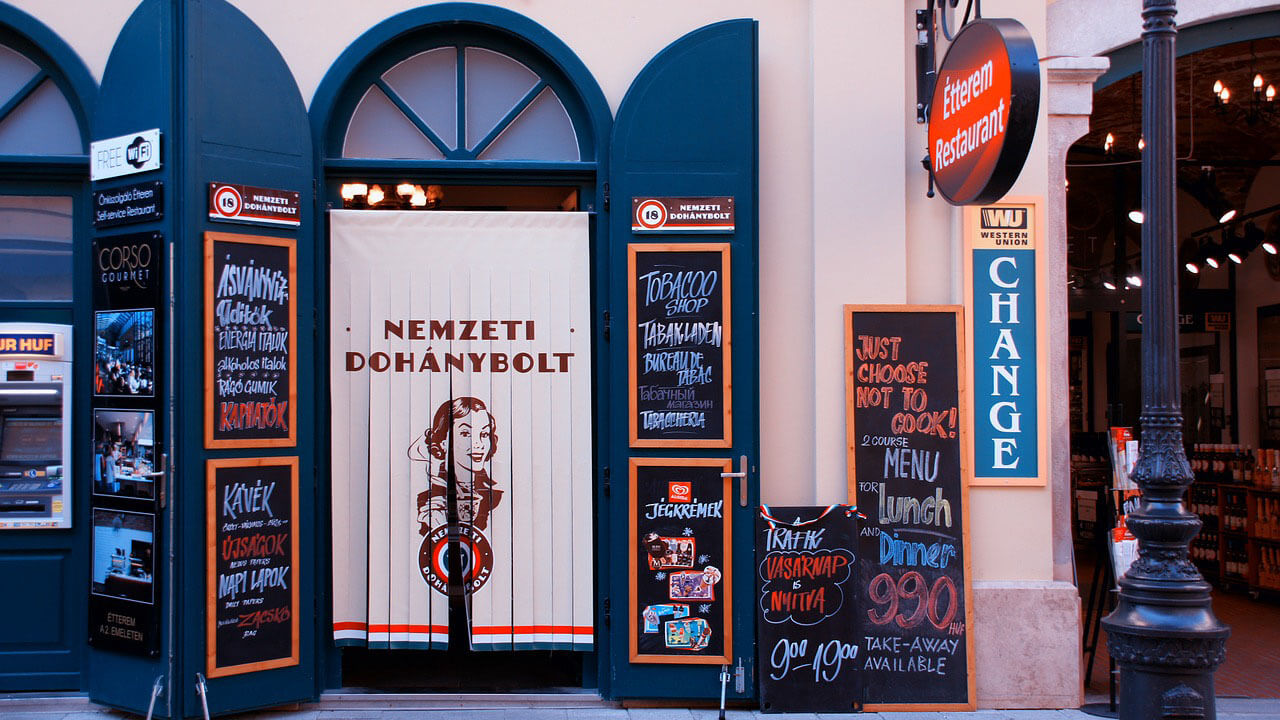 FREE WiFi
Önkiszolgáló Étterem
Self-service Restaurant
CORSO
GOURMET
ÉTTEREM
A 2. EMELETEN
UR HUF
18 NEMZETI
DOHÁNYBOLT
ÁSVÁNYVÍZ
Üdítők
ENERGIA ITALOK
alkoholos italok
RÁGÓ GUMIK
KAPHATÓK
KÁVÉK
ÚJSÁGOK
NEWS PAPERS
NAPI LAPOK
DAILY PAPERS
ZACSKÓ
BAG
NEMZETI
DOHÁNYBOLT
NEMZETI
DOHÁNYBOLT
18 NEMZETI
DOHÁNYBOLT
TOBACOO
SHOP
TABAKLADEN
BUREAU DE
TABAC
Табачный
магазин
TABACCHERIA
JÉGKRÉMEK
TRAFIK
VASÁRNAP
IS
NYITVA
9⁰⁰-19⁰⁰
JUST
CHOOSE
NOT TO
COOK!
2 COURSE
MENU
FOR Lunch
AND Dinner
990
HUF
TAKE-AWAY
AVAILABLE
Étterem
Restaurant
WU
WESTERN
UNION
CHANGE